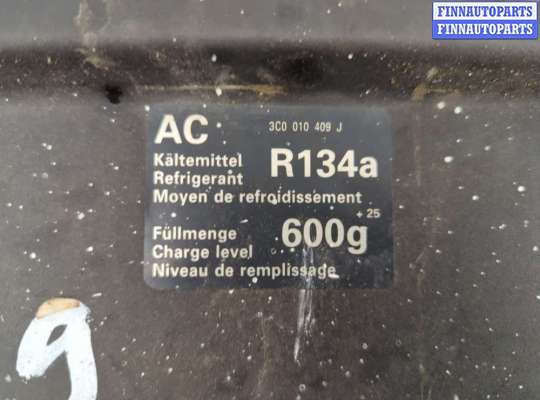 FINNAUTOPARTS
FINNAUTOPARTS
AC 3C0 010 409 J
Kältemittel
Refrigerant R134a
Moyen de refroidissement
Füllmenge + 25
Charge level 600g
Niveau de remplissage
9